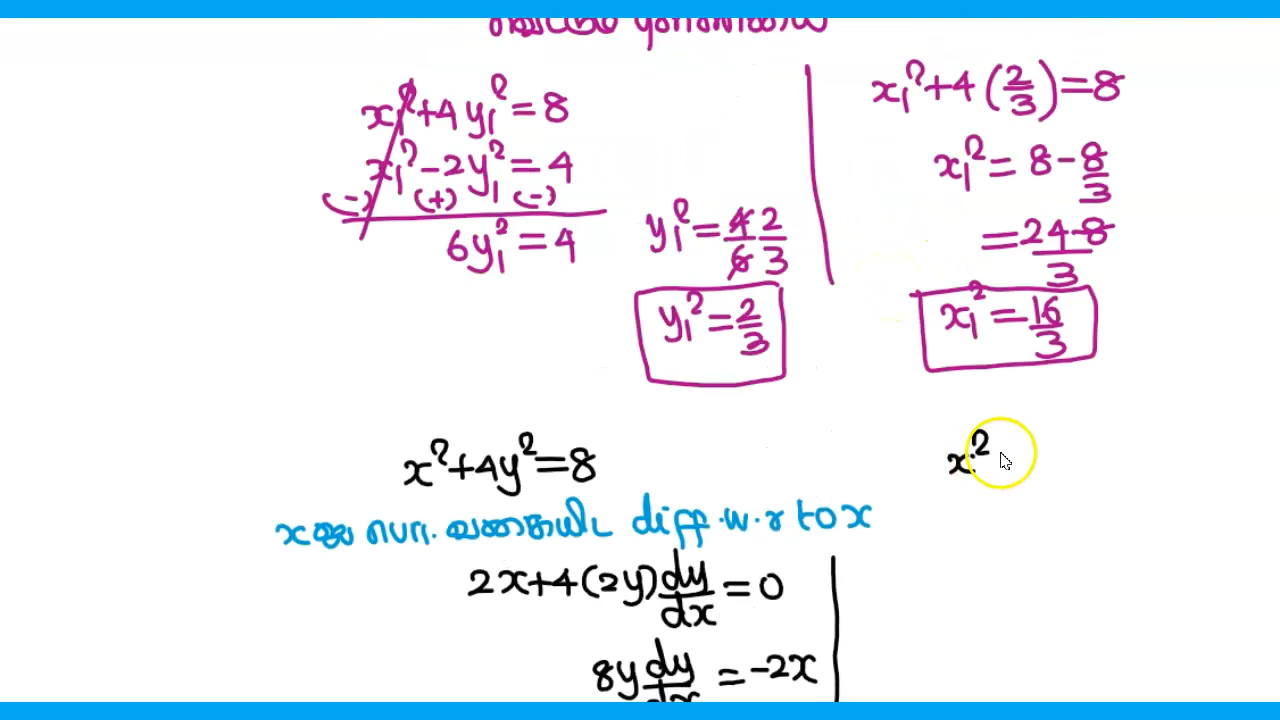 x₁² + 4y₁² = 8
x₁² - 2y₁² = 4
(-) (+) (-)
6y₁² = 4
y₁² = 4/6 2/3
y₁² = 2/3
x₁² + 4(2/3) = 8
x₁² = 8 - 8/3
= 24-8/3
x₁² = 16/3
x² + 4y² = 8
x²
xஐ பொ. வகையிட diff.w.r to x
2x + 4(2y) dy/dx = 0
8y dy/dx = -2x